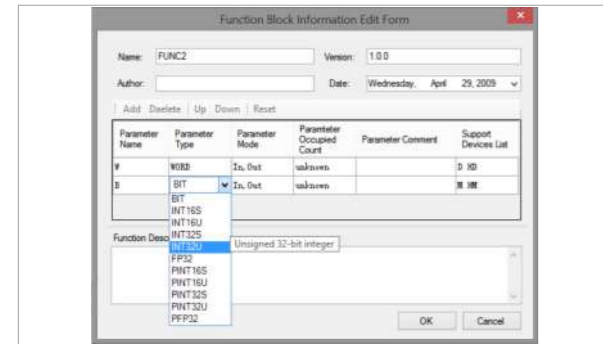 Function Block Information Edit Form
Name: FUNC2 Version: 1.0.0
Author: Date: Wednesday, April 29, 2009
Add Daelete Up Down Reset
Parameter Name Parameter Type Parameter Mode Paramteter Occupied Count Parameter Comment Support Devices List
W WORD In, Out unknown D HD
B BIT In, Out unknown M HM
BIT
INT16S
INT16U
INT32S
Function Desc
INT32U Unsigned 32-bit integer
FP32
PINT16S
PINT16U
PINT32S
PINT32U
PFP32
OK Cancel